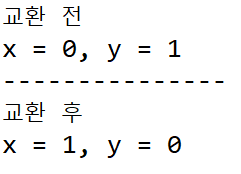 교환 전
x = 0, y = 1
---------------
교환 후
x = 1, y = 0